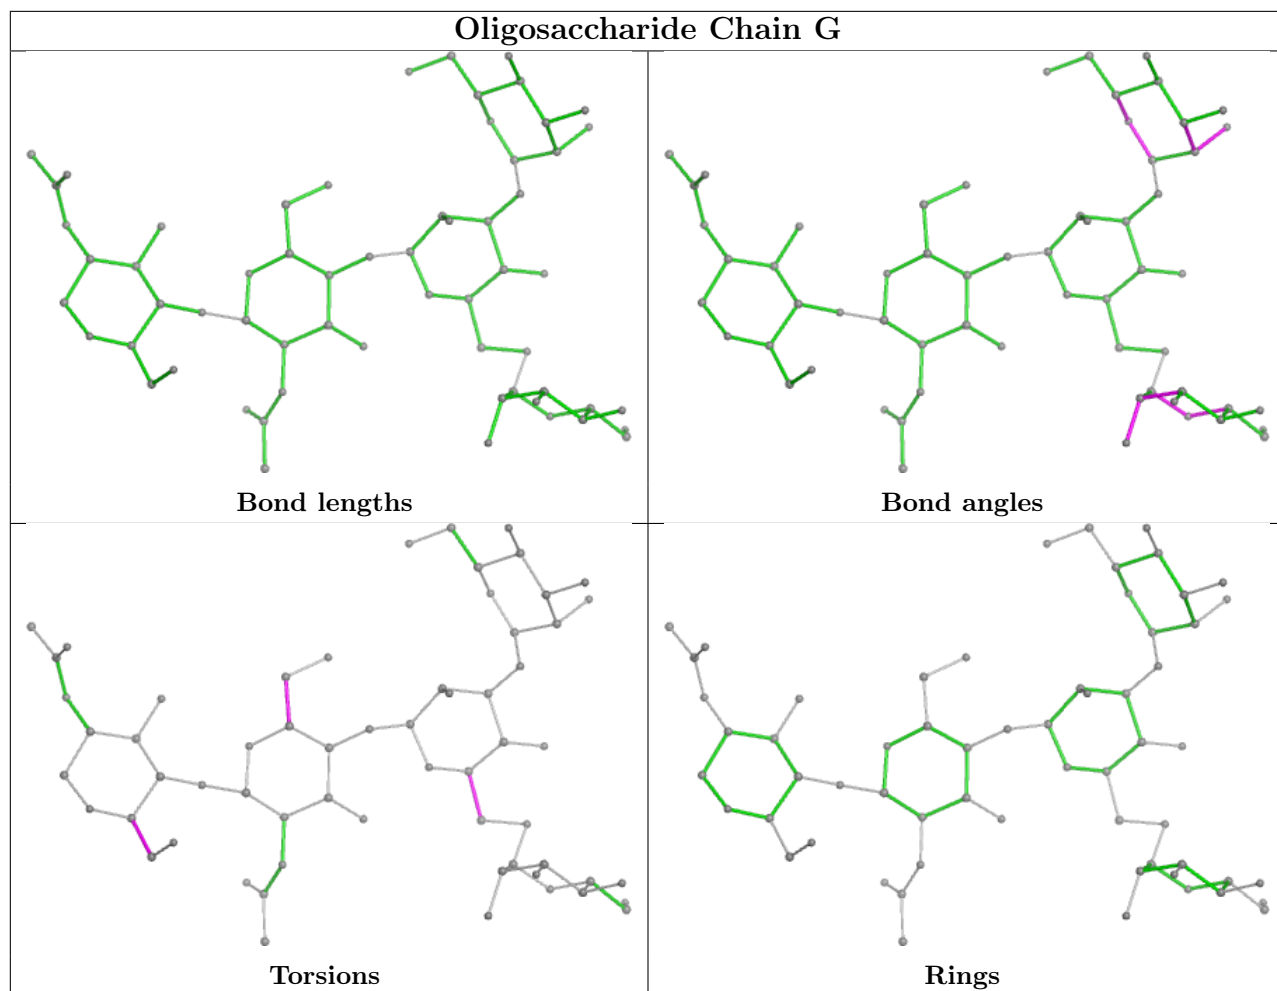 Oligosaccharide Chain G
Bond lengths
Bond angles
Torsions
Rings